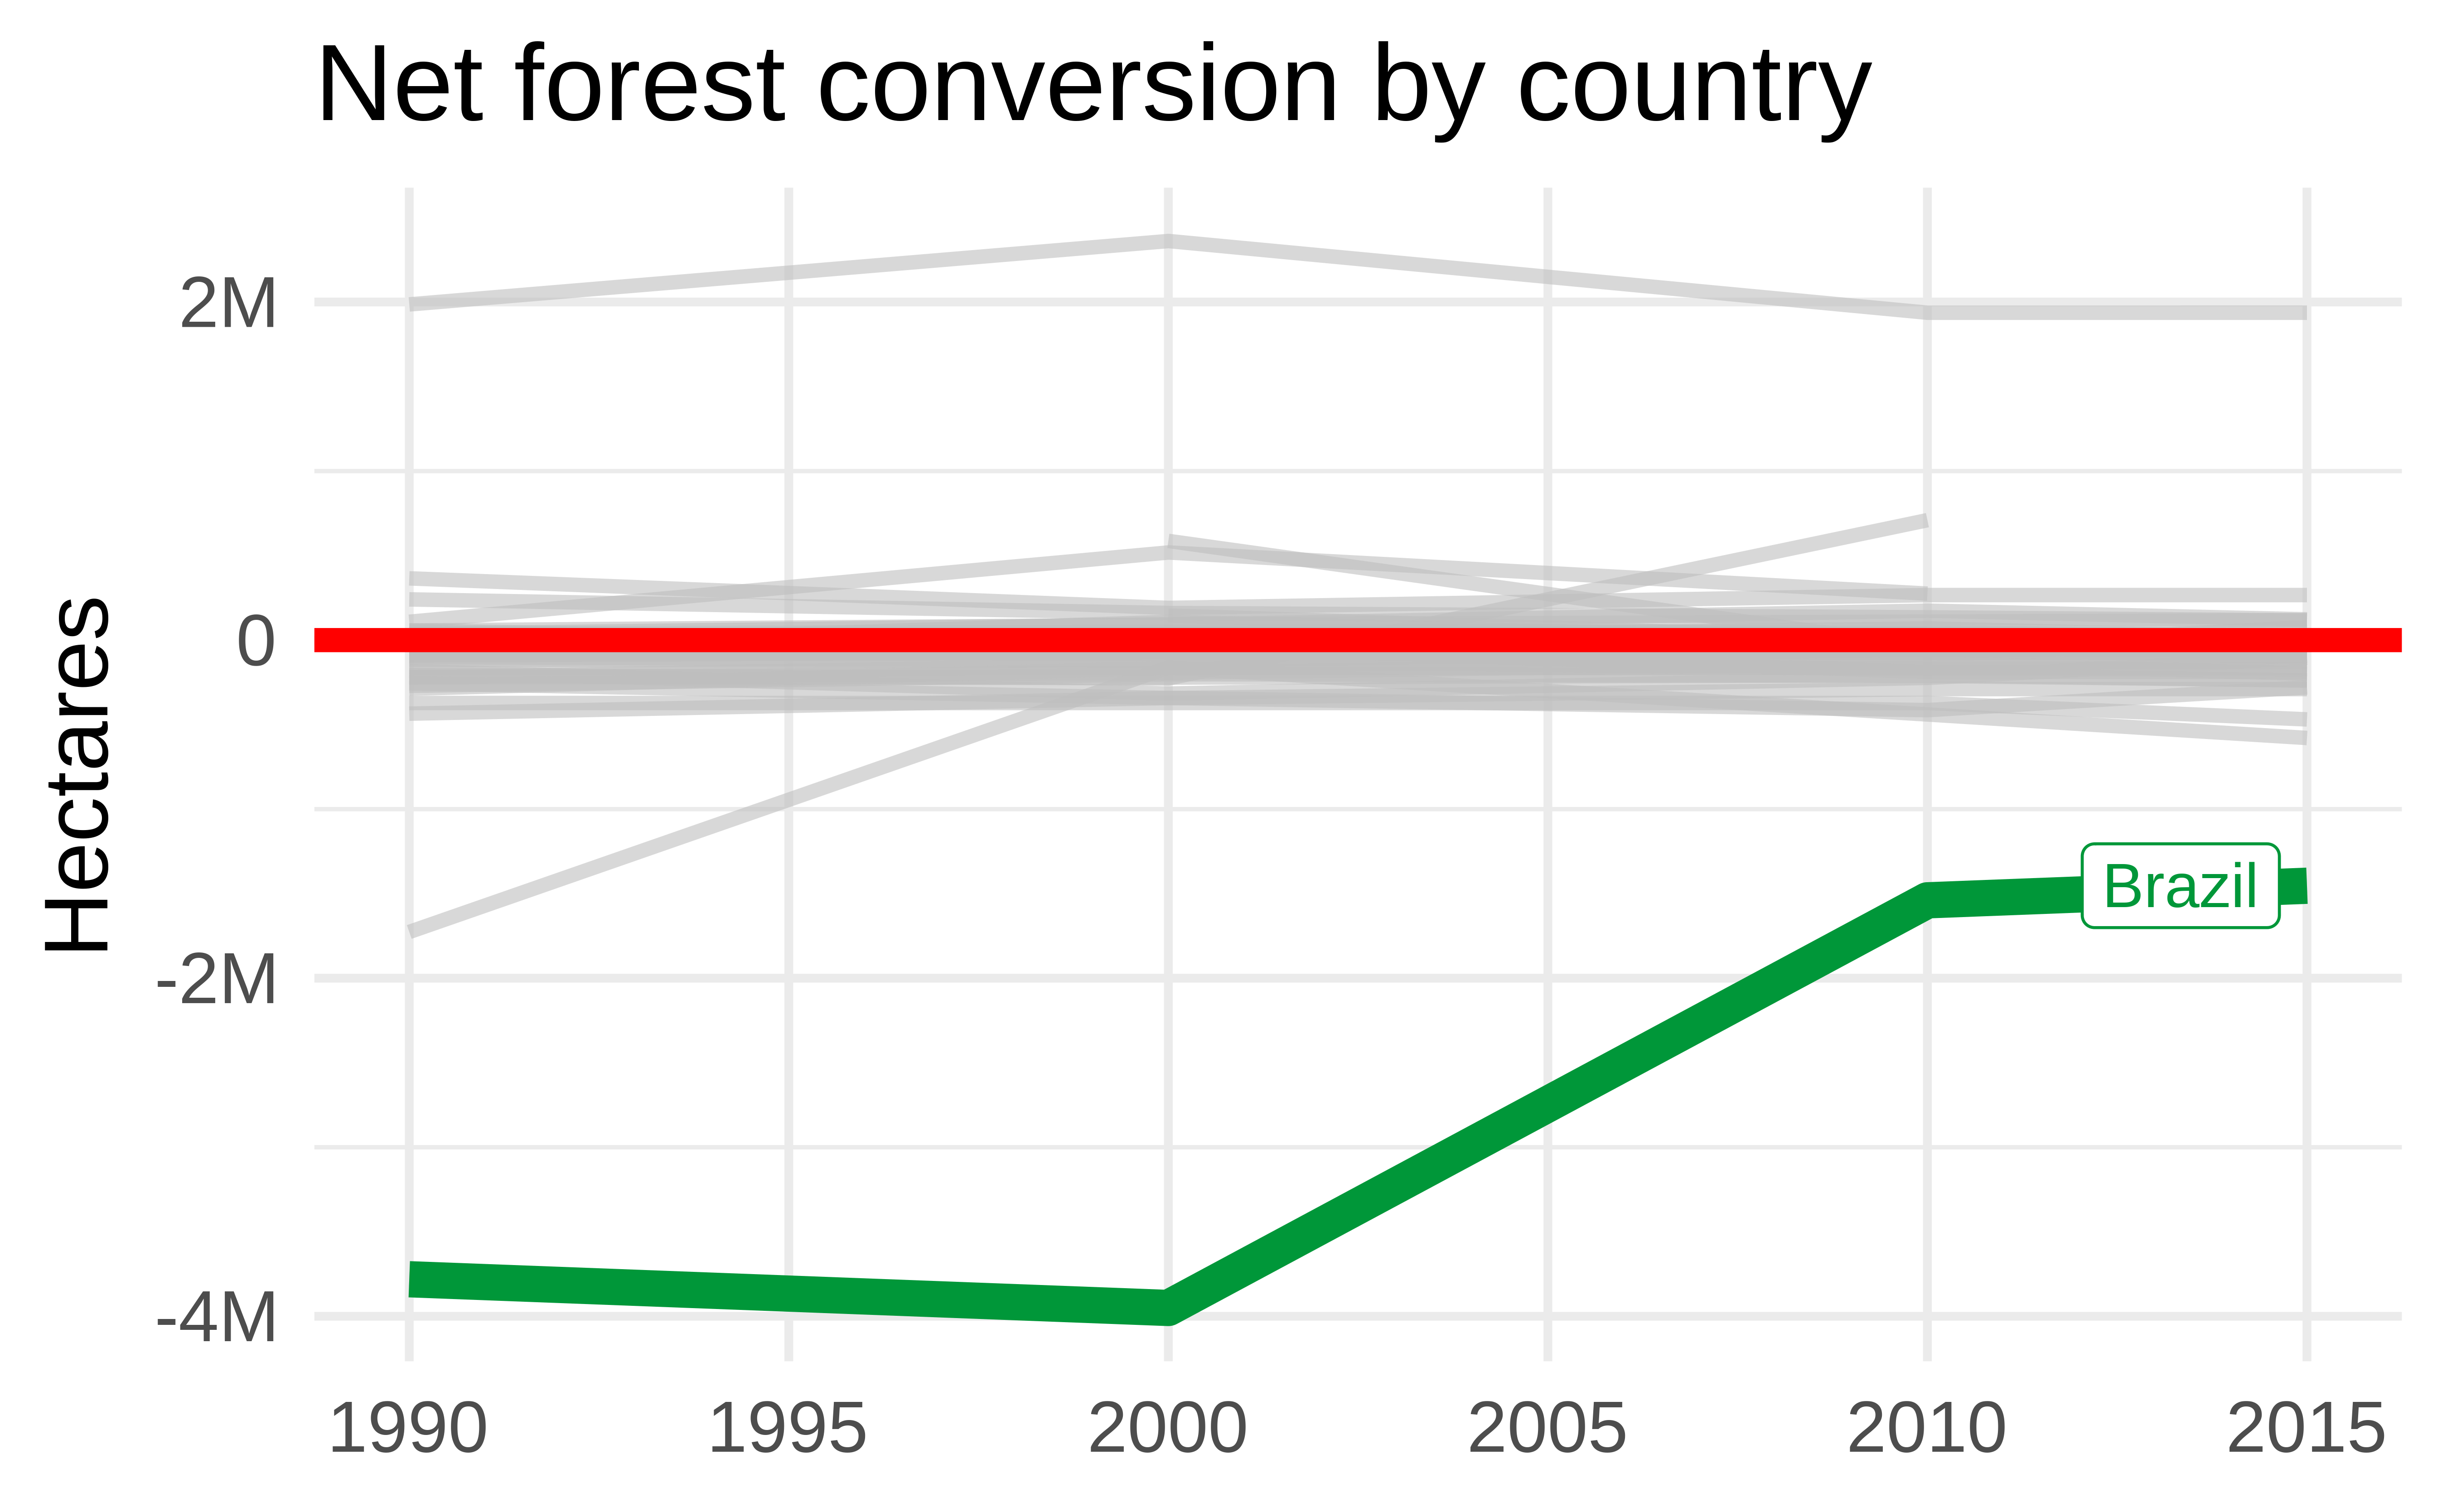 Net forest conversion by country
Hectares
2M
0
-2M
-4M
Brazil
1990 1995 2000 2005 2010 2015